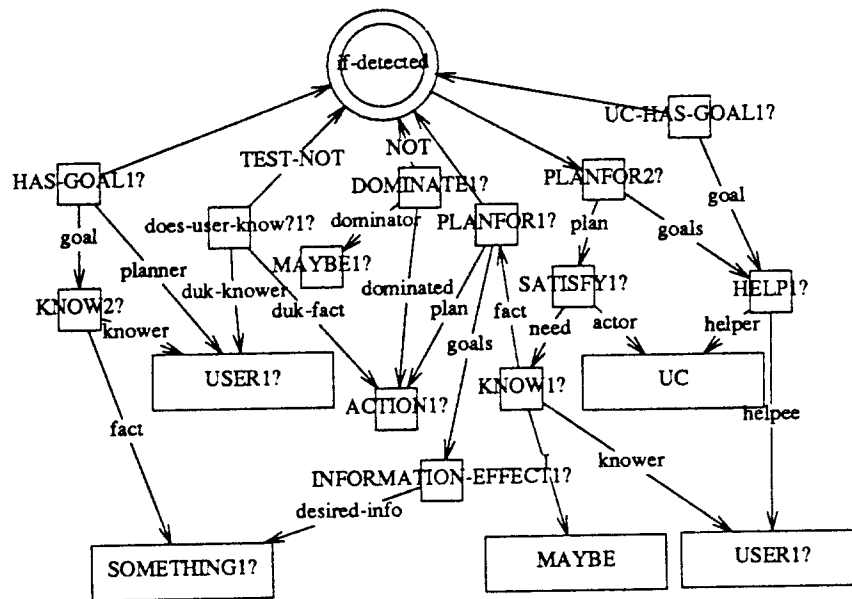 if-detected
UC-HAS-GOAL1?
TEST-NOT
NOT
HAS-GOAL1?
DOMINATE1?
PLANFOR2?
goal
does-user-know?1?
dominator
PLANFOR1?
plan
goals
goal
MAYBE1?
planner
duk-knower
dominated
SATISFY1?
HELP1?
KNOW2?
knower
duk-fact
plan
fact
need
actor
helper
goals
USER1?
KNOW1?
UC
ACTION1?
helpee
fact
INFORMATION-EFFECT1?
knower
desired-info
SOMETHING1?
MAYBE
USER1?